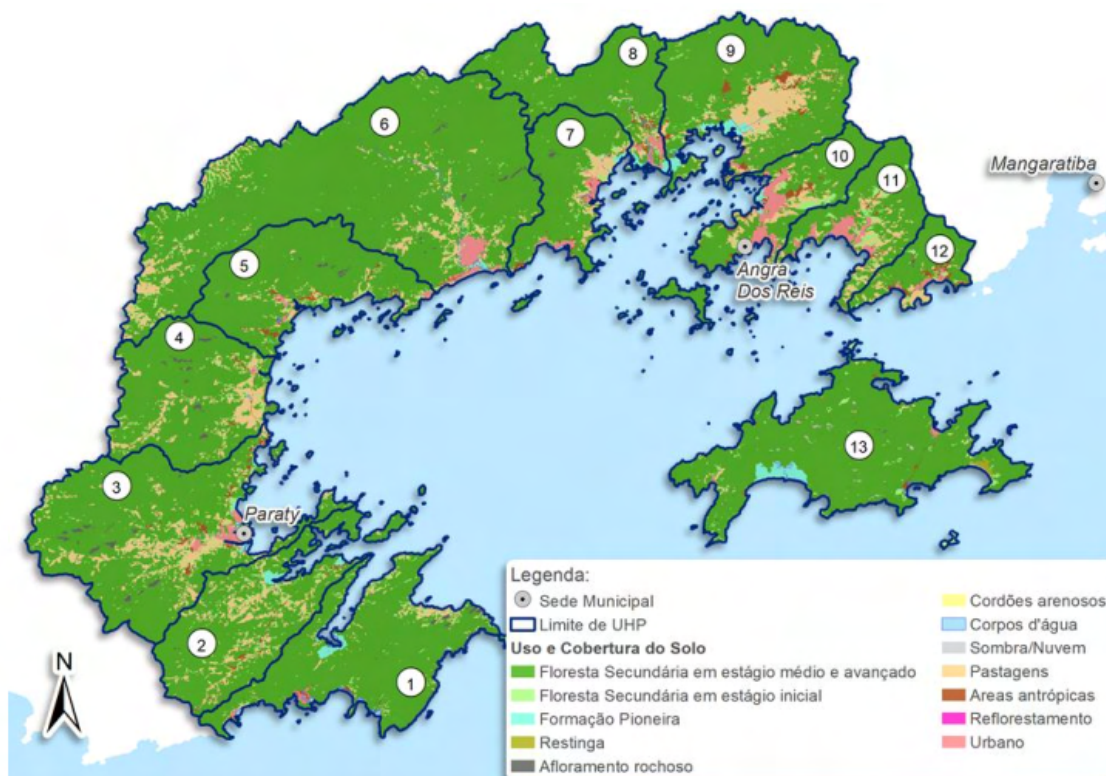 8
9
6
7
10
Mangaratiba
11
5
12
Angra
Dos Reis
4
13
3
Paratý
2
1
N
Legenda:
Sede Municipal
Limite de UHP
Uso e Cobertura do Solo
Floresta Secundária em estágio médio e avançado
Floresta Secundária em estágio inicial
Formação Pioneira
Restinga
Afloramento rochoso
Cordões arenosos
Corpos d'água
Sombra/Nuvem
Pastagens
Areas antrópicas
Reflorestamento
Urbano